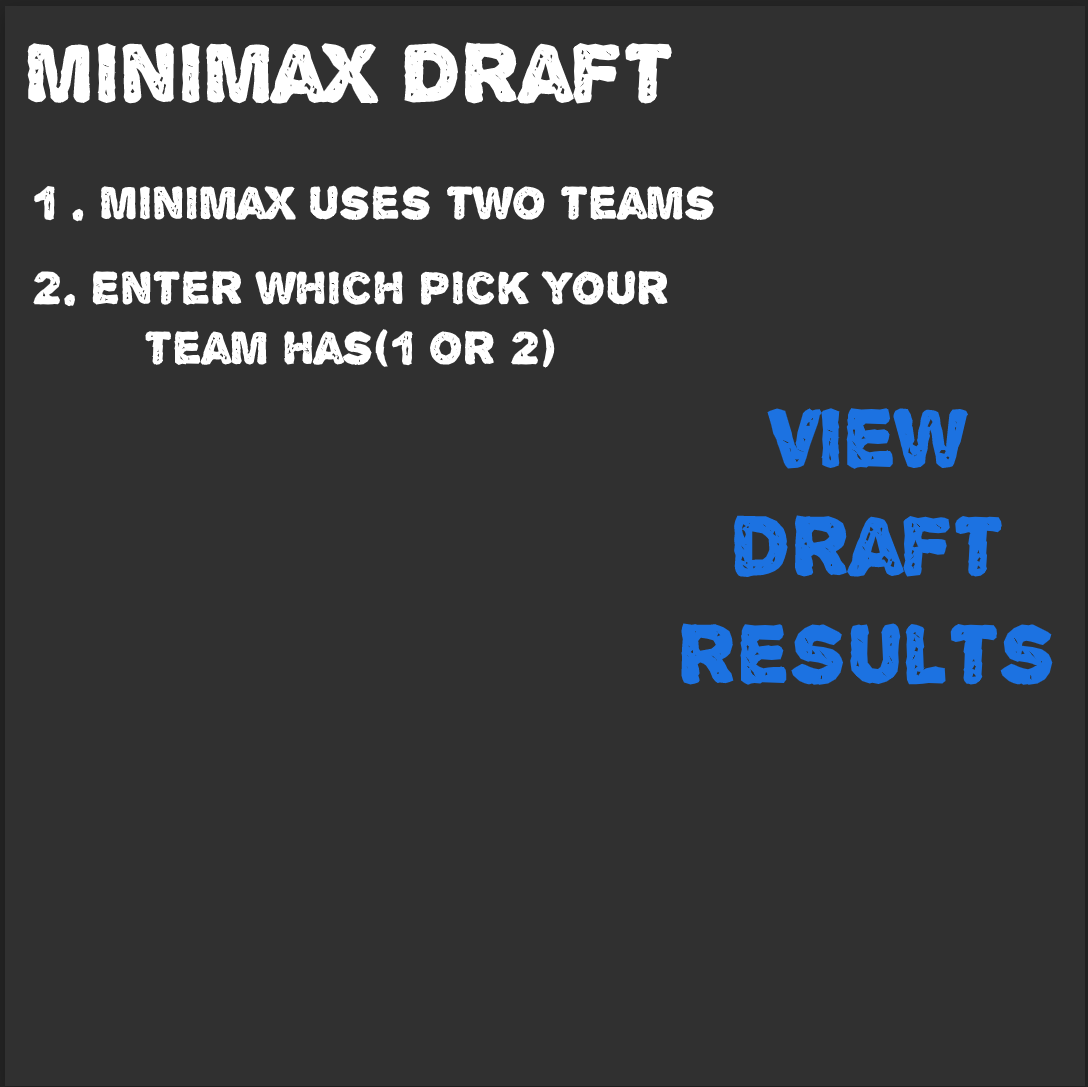 MINIMAX DRAFT
1 . MINIMAX USES TWO TEAMS
2. ENTER WHICH PICK YOUR
TEAM HAS(1 OR 2)
VIEW
DRAFT
RESULTS